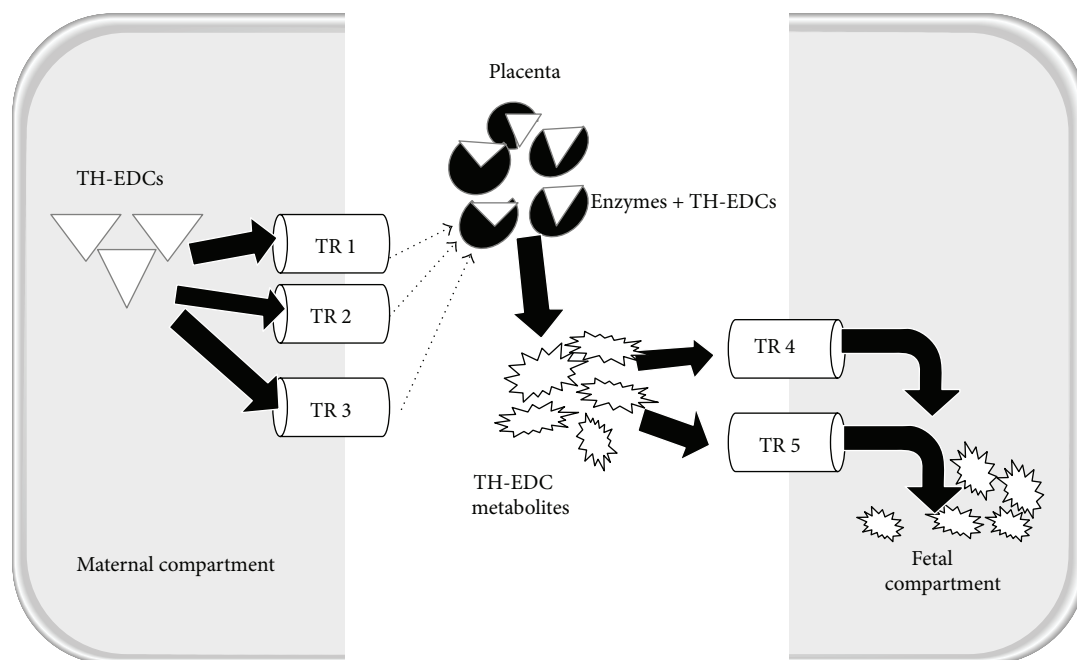 Placenta
TH-EDCs
Enzymes + TH-EDCs
TR 1
TR 2
TR 3
TR 4
TR 5
TH-EDC
metabolites
Maternal compartment
Fetal
compartment